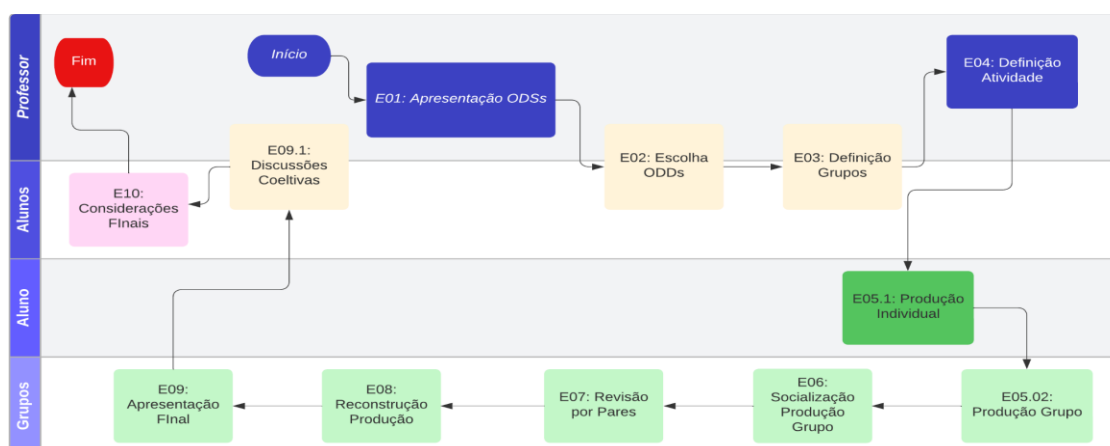 Professor
Fim
Início
E01: Apresentação ODSs
E04: Definição
Atividade
E09.1:
Discussões
Coeltivas
E02: Escolha
ODDs
E03: Definição
Grupos
Alunos
E10:
Considerações
FInais
Aluno
E05.1: Produção
Individual
Grupos
E09:
Apresentação
FInal
E08:
Reconstrução
Produção
E07: Revisão
por Pares
E06:
Socialização
Produção
Grupo
E05.02:
Produção Grupo